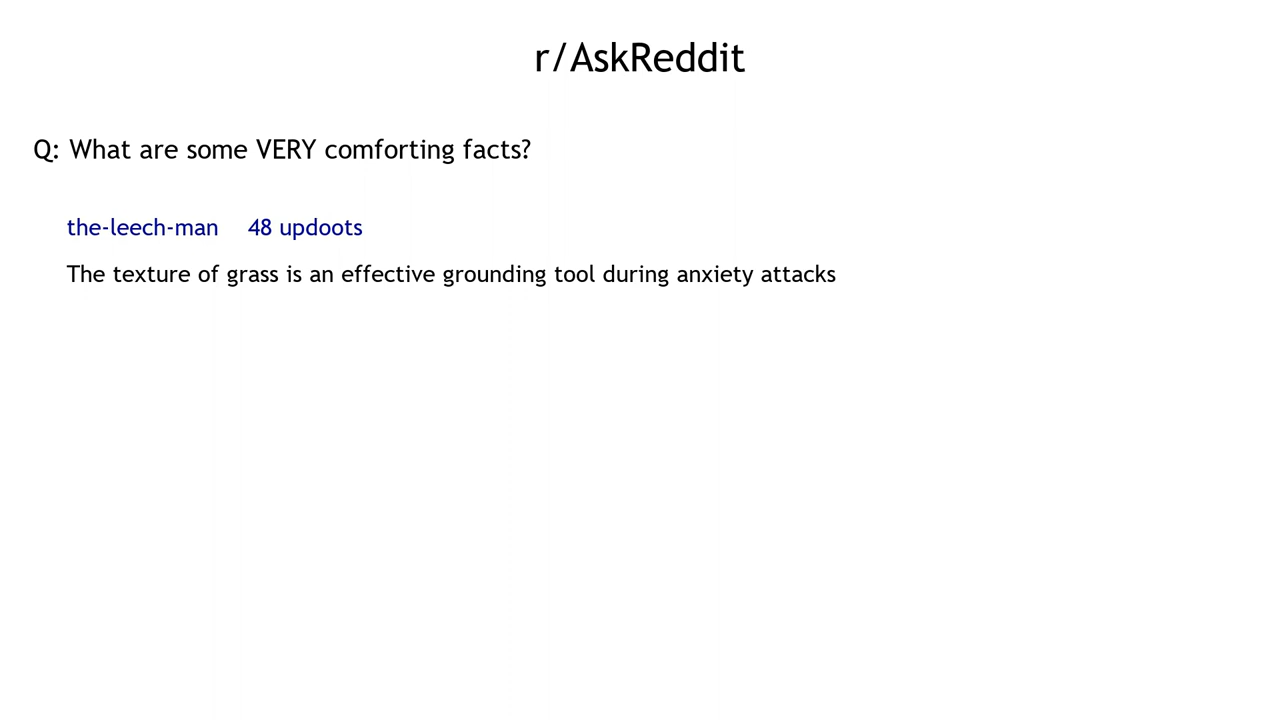 r/AskReddit
Q: What are some VERY comforting facts?
the-leech-man 48 updoots
The texture of grass is an effective grounding tool during anxiety attacks